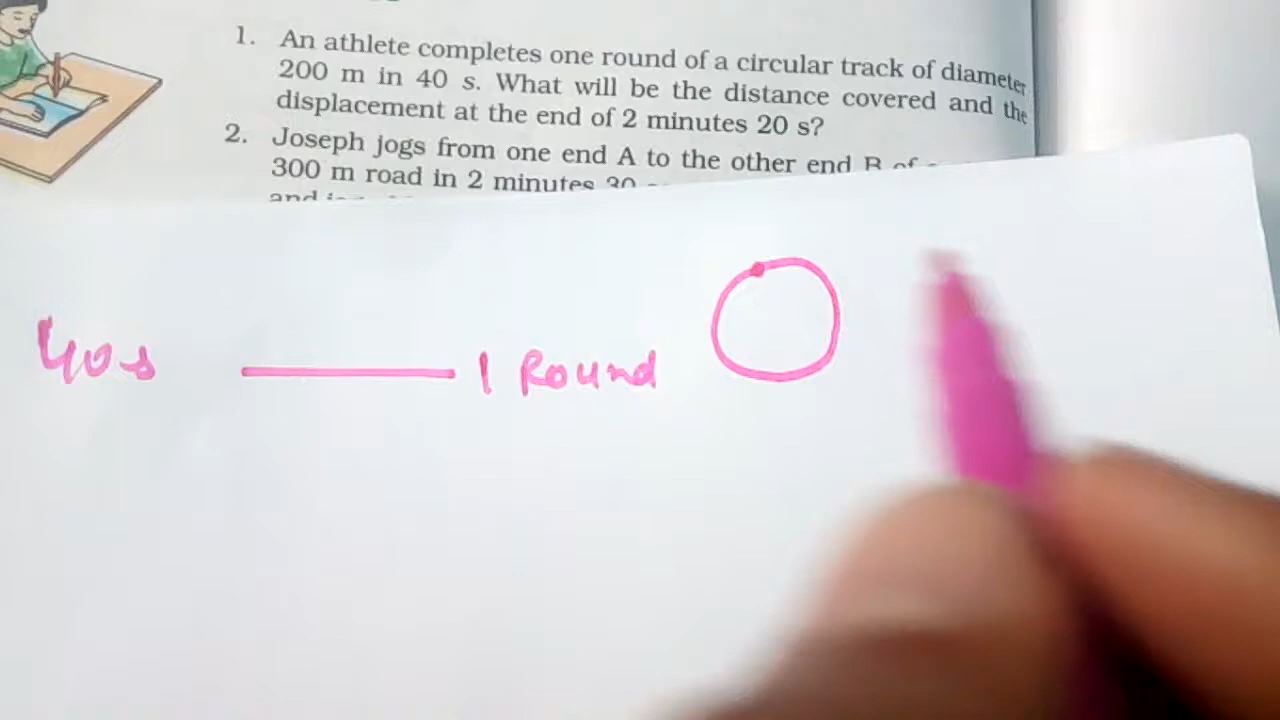 1. An athlete completes one round of a circular track of diameter
200 m in 40 s. What will be the distance covered and the
displacement at the end of 2 minutes 20 s?
2. Joseph jogs from one end A to the other end B of
300 m road in 2 minutes 30
and
40s 1 Round